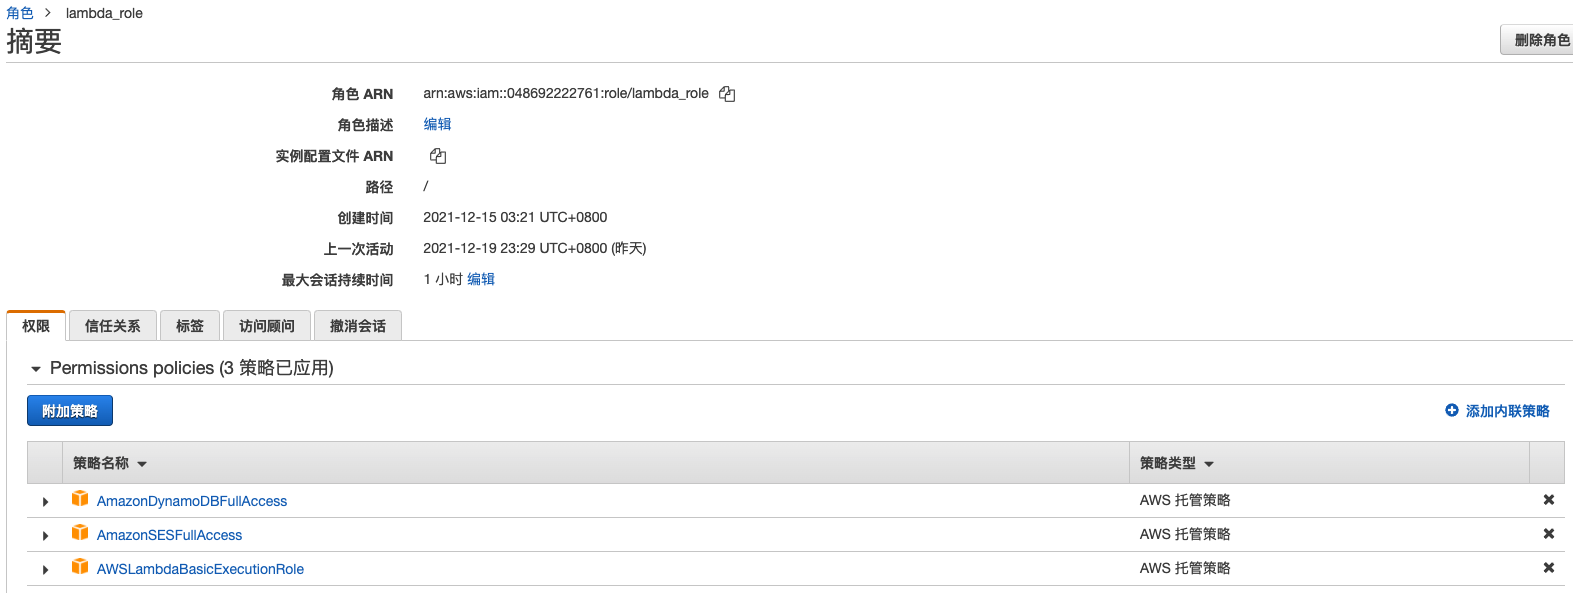 角色 > lambda_role
摘要
删除角色
角色 ARN arn:aws:iam::048692222761:role/lambda_role
角色描述 编辑
实例配置文件 ARN
路径 /
创建时间 2021-12-15 03:21 UTC+0800
上一次活动 2021-12-19 23:29 UTC+0800 (昨天)
最大会话持续时间 1 小时 编辑
权限 信任关系 标签 访问顾问 撤消会话
Permissions policies (3 策略已应用)
附加策略 添加内联策略
策略名称 策略类型
AmazonDynamoDBFullAccess AWS 托管策略
AmazonSESFullAccess AWS 托管策略
AWSLambdaBasicExecutionRole AWS 托管策略